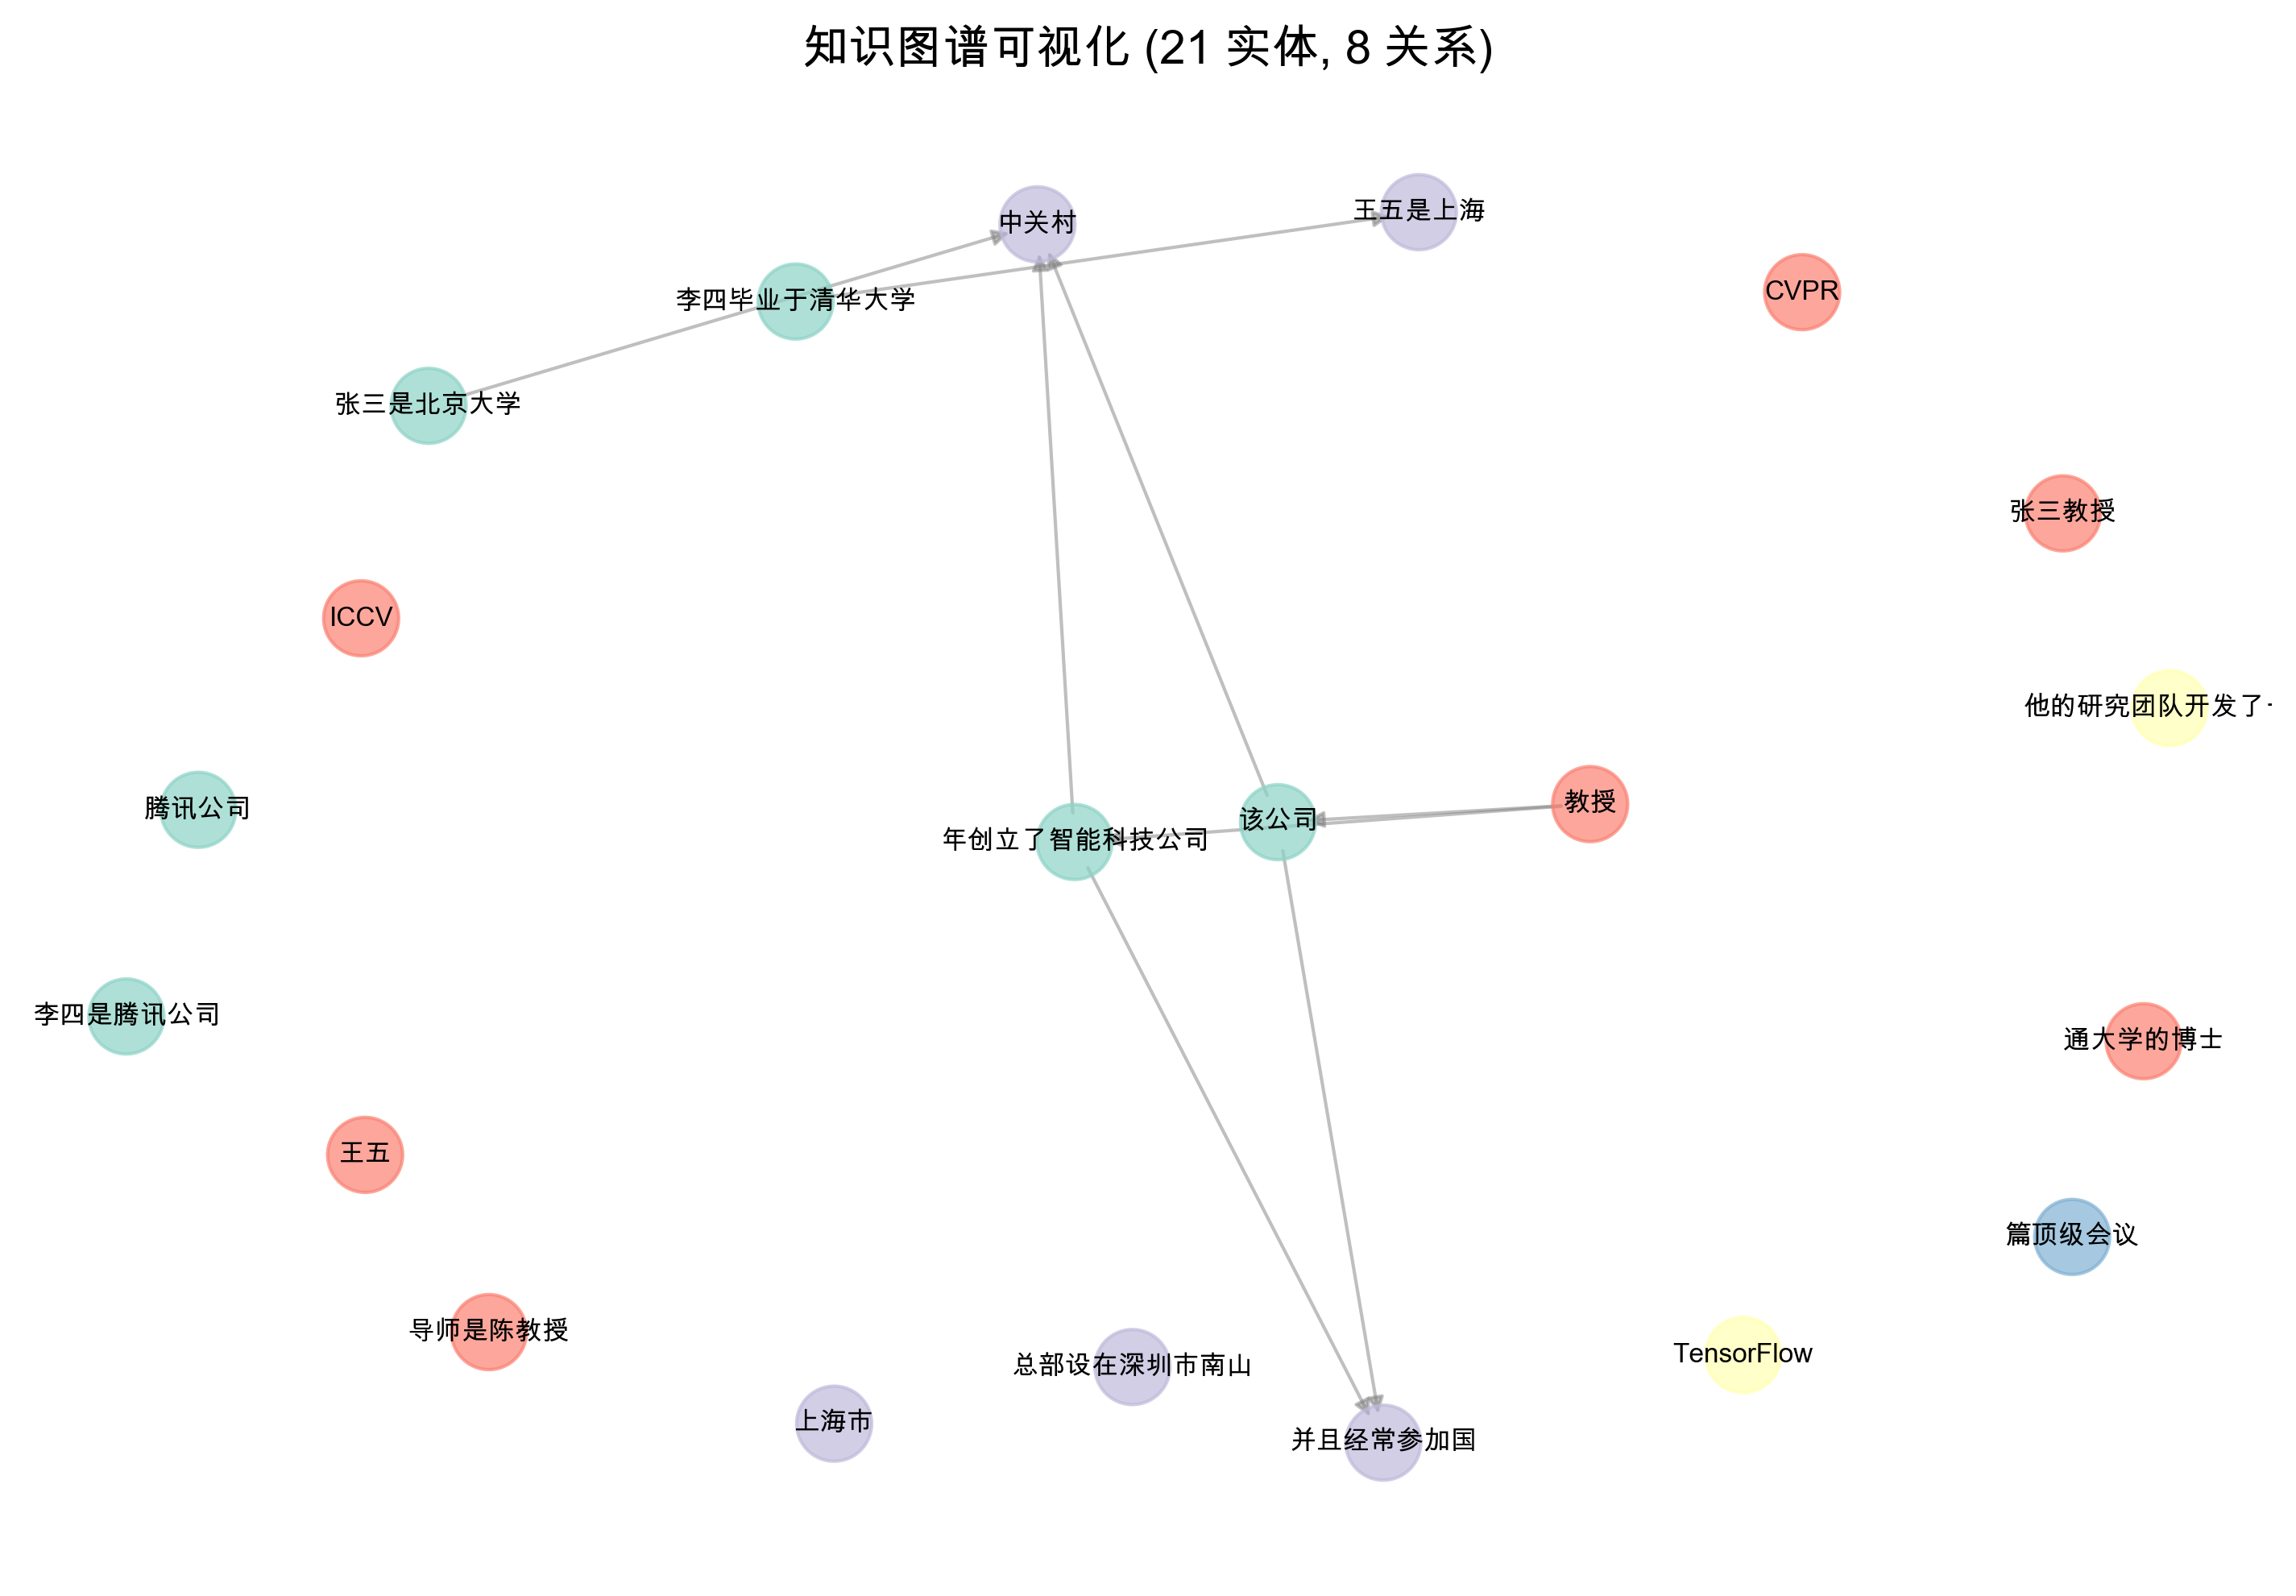 知识图谱可视化 (21 实体, 8 关系)
中关村
王五是上海
CVPR
李四毕业于清华大学
张三是北京大学
张三教授
ICCV
他的研究团队开发了
腾讯公司
教授
该公司
年创立了智能科技公司
李四是腾讯公司
通大学的博士
王五
篇顶级会议
导师是陈教授
TensorFlow
总部设在深圳市南山
上海市
并且经常参加国